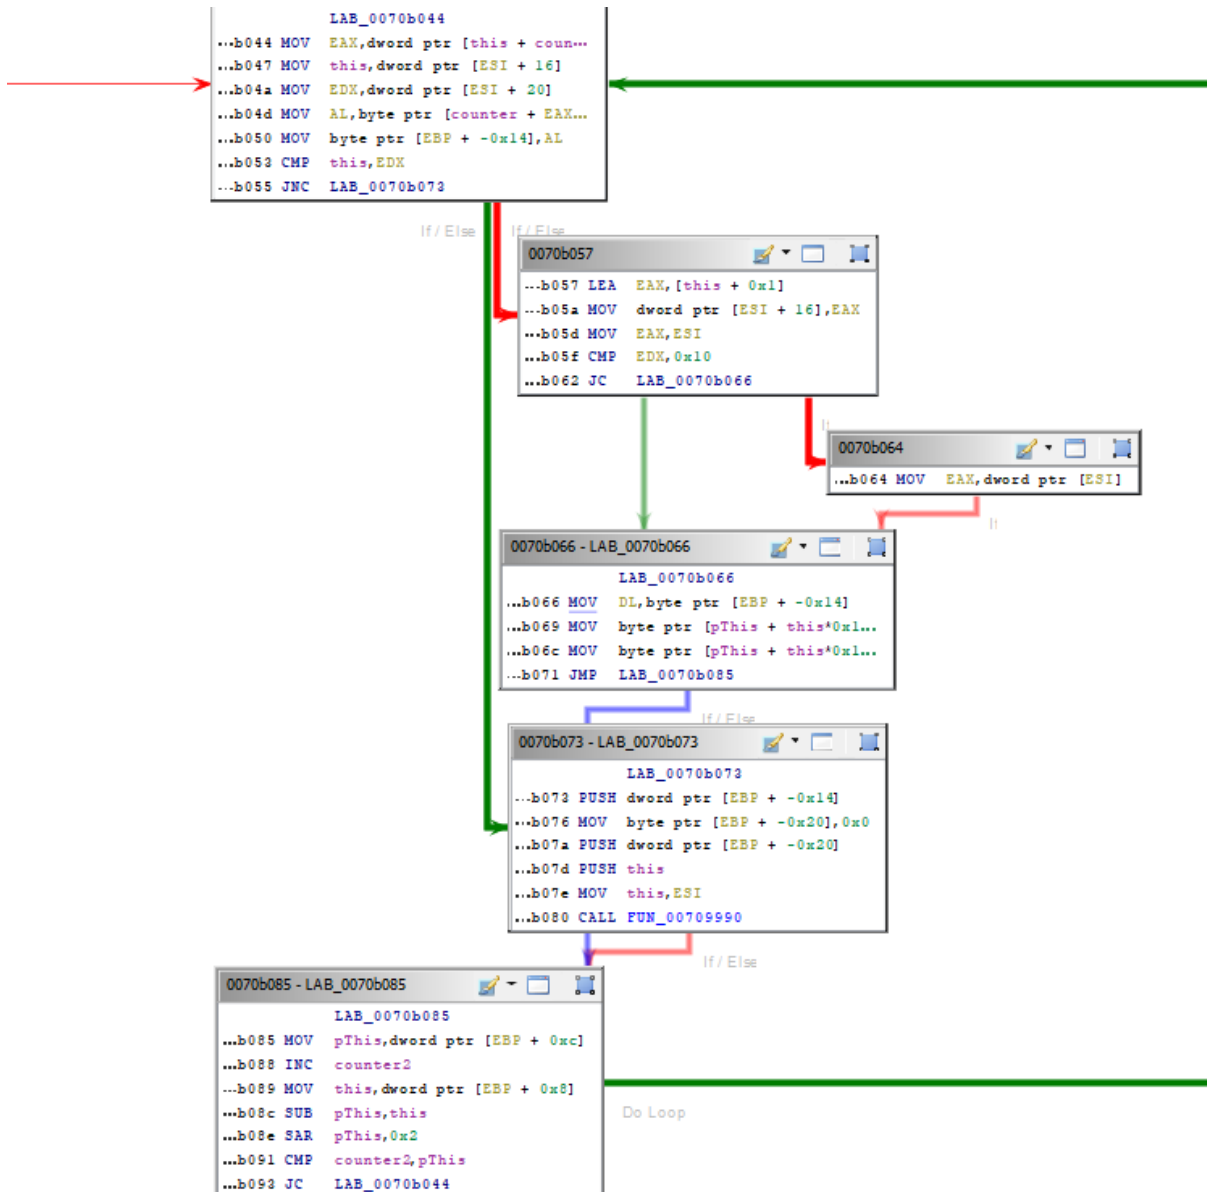 LAB_0070b044
...b044 MOV EAX,dword ptr [this + coun...
...b047 MOV this,dword ptr [ESI + 16]
...b04a MOV EDX,dword ptr [ESI + 20]
...b04d MOV AL,byte ptr [counter + EAX...
...b050 MOV byte ptr [EBP + -0x14],AL
...b053 CMP this,EDX
...b055 JNC LAB_0070b073
If / Else
If / Else
0070b057
...b057 LEA EAX,[this + 0x1]
...b05a MOV dword ptr [ESI + 16],EAX
...b05d MOV EAX,ESI
...b05f CMP EDX,0x10
...b062 JC LAB_0070b066
If
0070b064
...b064 MOV EAX,dword ptr [ESI]
If
0070b066 - LAB_0070b066
LAB_0070b066
...b066 MOV DL,byte ptr [EBP + -0x14]
...b069 MOV byte ptr [pThis + this*0x1...
...b06c MOV byte ptr [pThis + this*0x1...
...b071 JMP LAB_0070b085
If / Else
0070b073 - LAB_0070b073
LAB_0070b073
...b073 PUSH dword ptr [EBP + -0x14]
...b076 MOV byte ptr [EBP + -0x20],0x0
...b07a PUSH dword ptr [EBP + -0x20]
...b07d PUSH this
...b07e MOV this,ESI
...b080 CALL FUN_00709990
If / Else
0070b085 - LAB_0070b085
LAB_0070b085
...b085 MOV pThis,dword ptr [EBP + 0xc]
...b088 INC counter2
...b089 MOV this,dword ptr [EBP + 0x8]
...b08c SUB pThis,this
...b08e SAR pThis,0x2
...b091 CMP counter2,pThis
...b093 JC LAB_0070b044
Do Loop